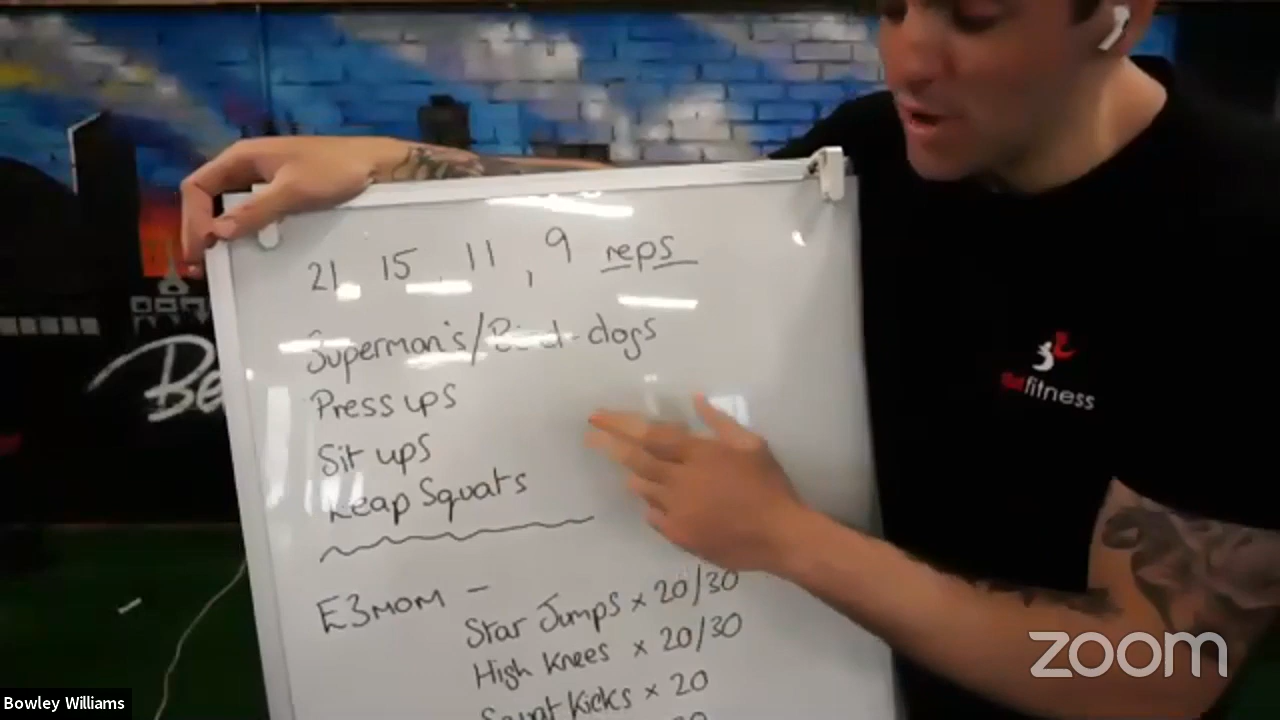 21, 15, 11, 9 reps
Superman's/Bird-dogs
Press ups
Sit ups
Leap Squats
E3MOM -
Star Jumps x 20/30
High Knees x 20/30
Squat Kicks x 20
Be
fitness
zoom
Bowley Williams